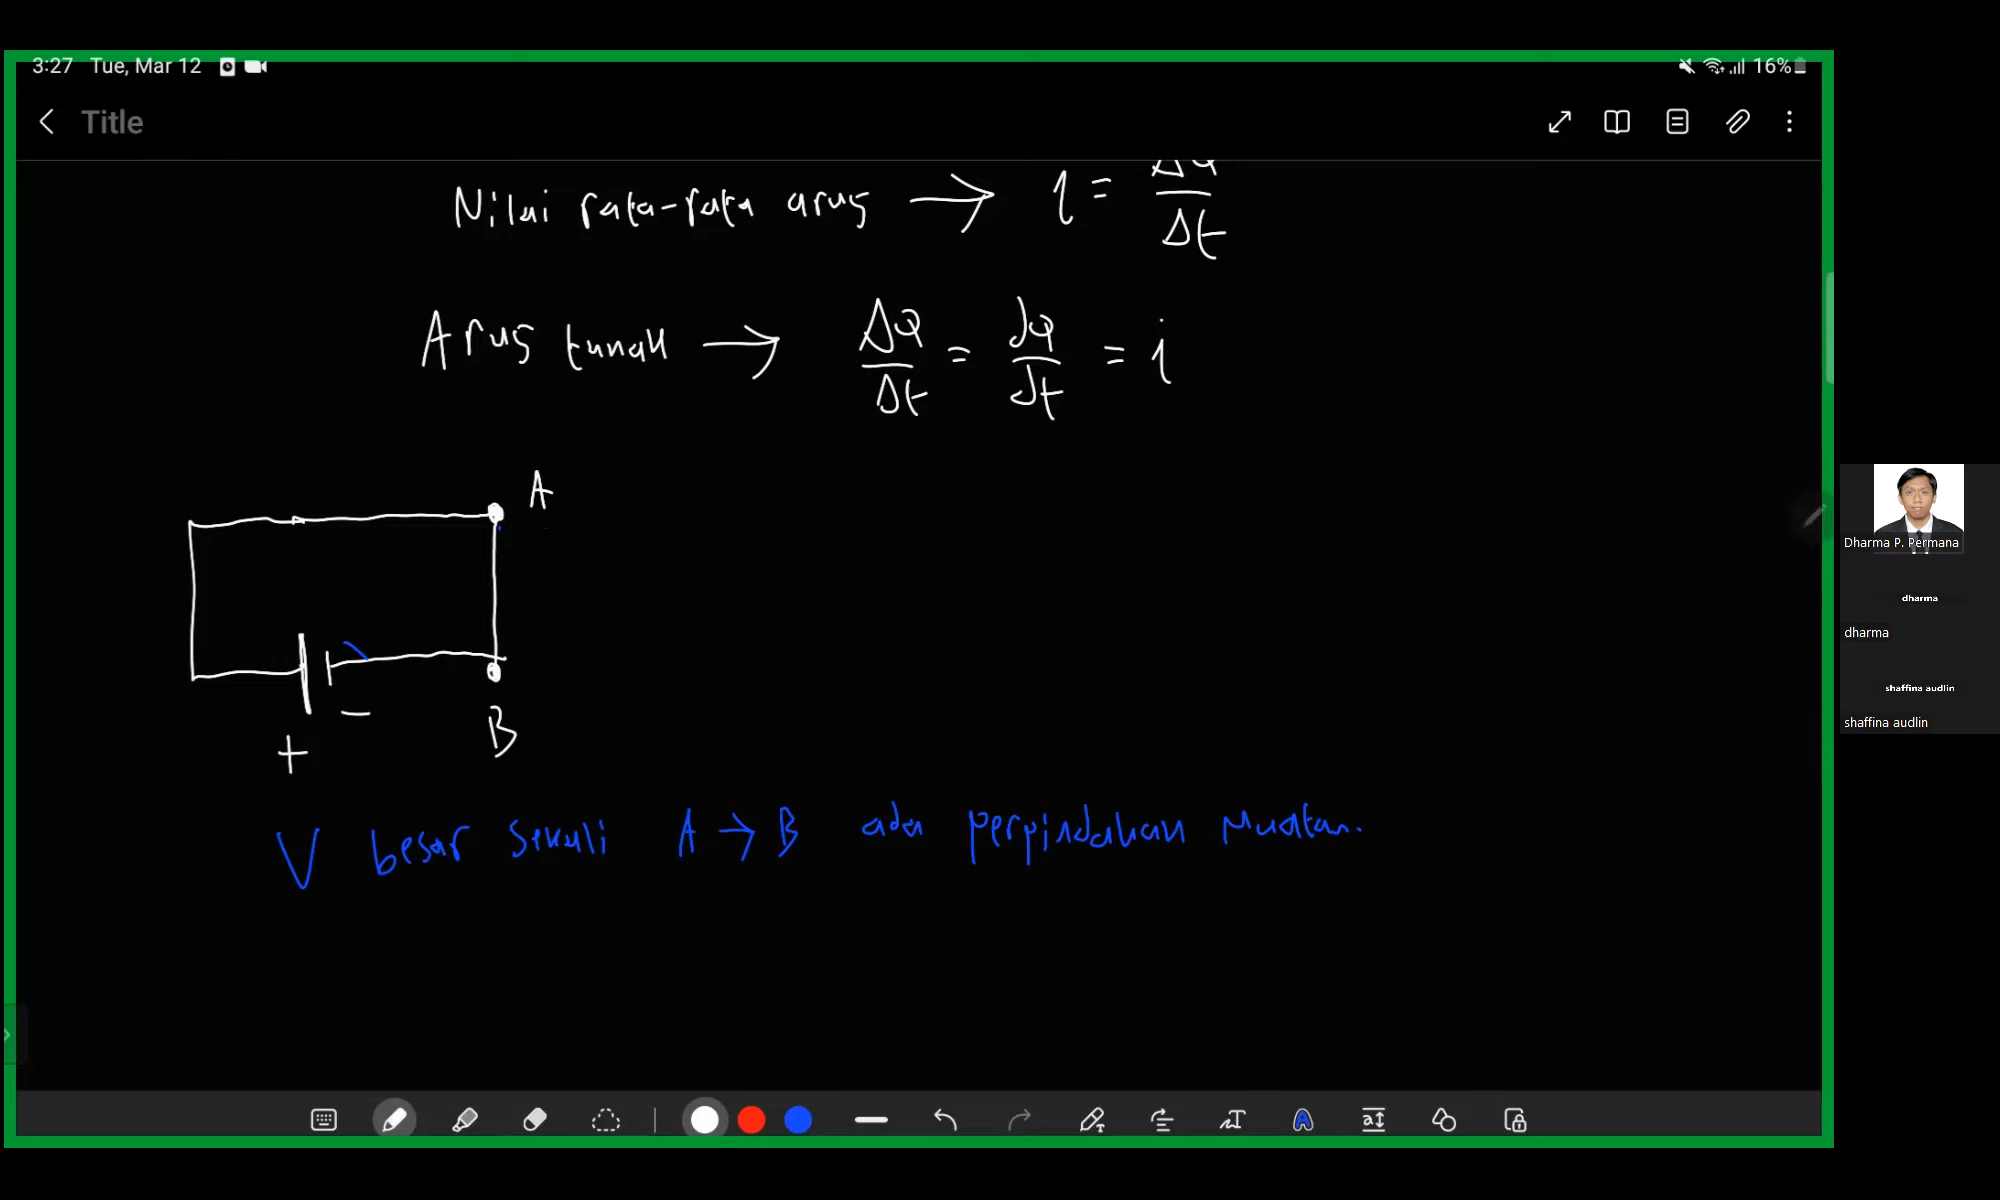 3:27 Tue, Mar 12 16%
Title
Nilai rata-rata arus → i = ΔQ/Δt
Arus tunak → ΔQ/Δt = dQ/dt = i
A
+ −
B
V besar sekali A → B ada perpindahan muatan.
Dharma P. Permana
dharma
dharma
shaffina audlin
shaffina audlin